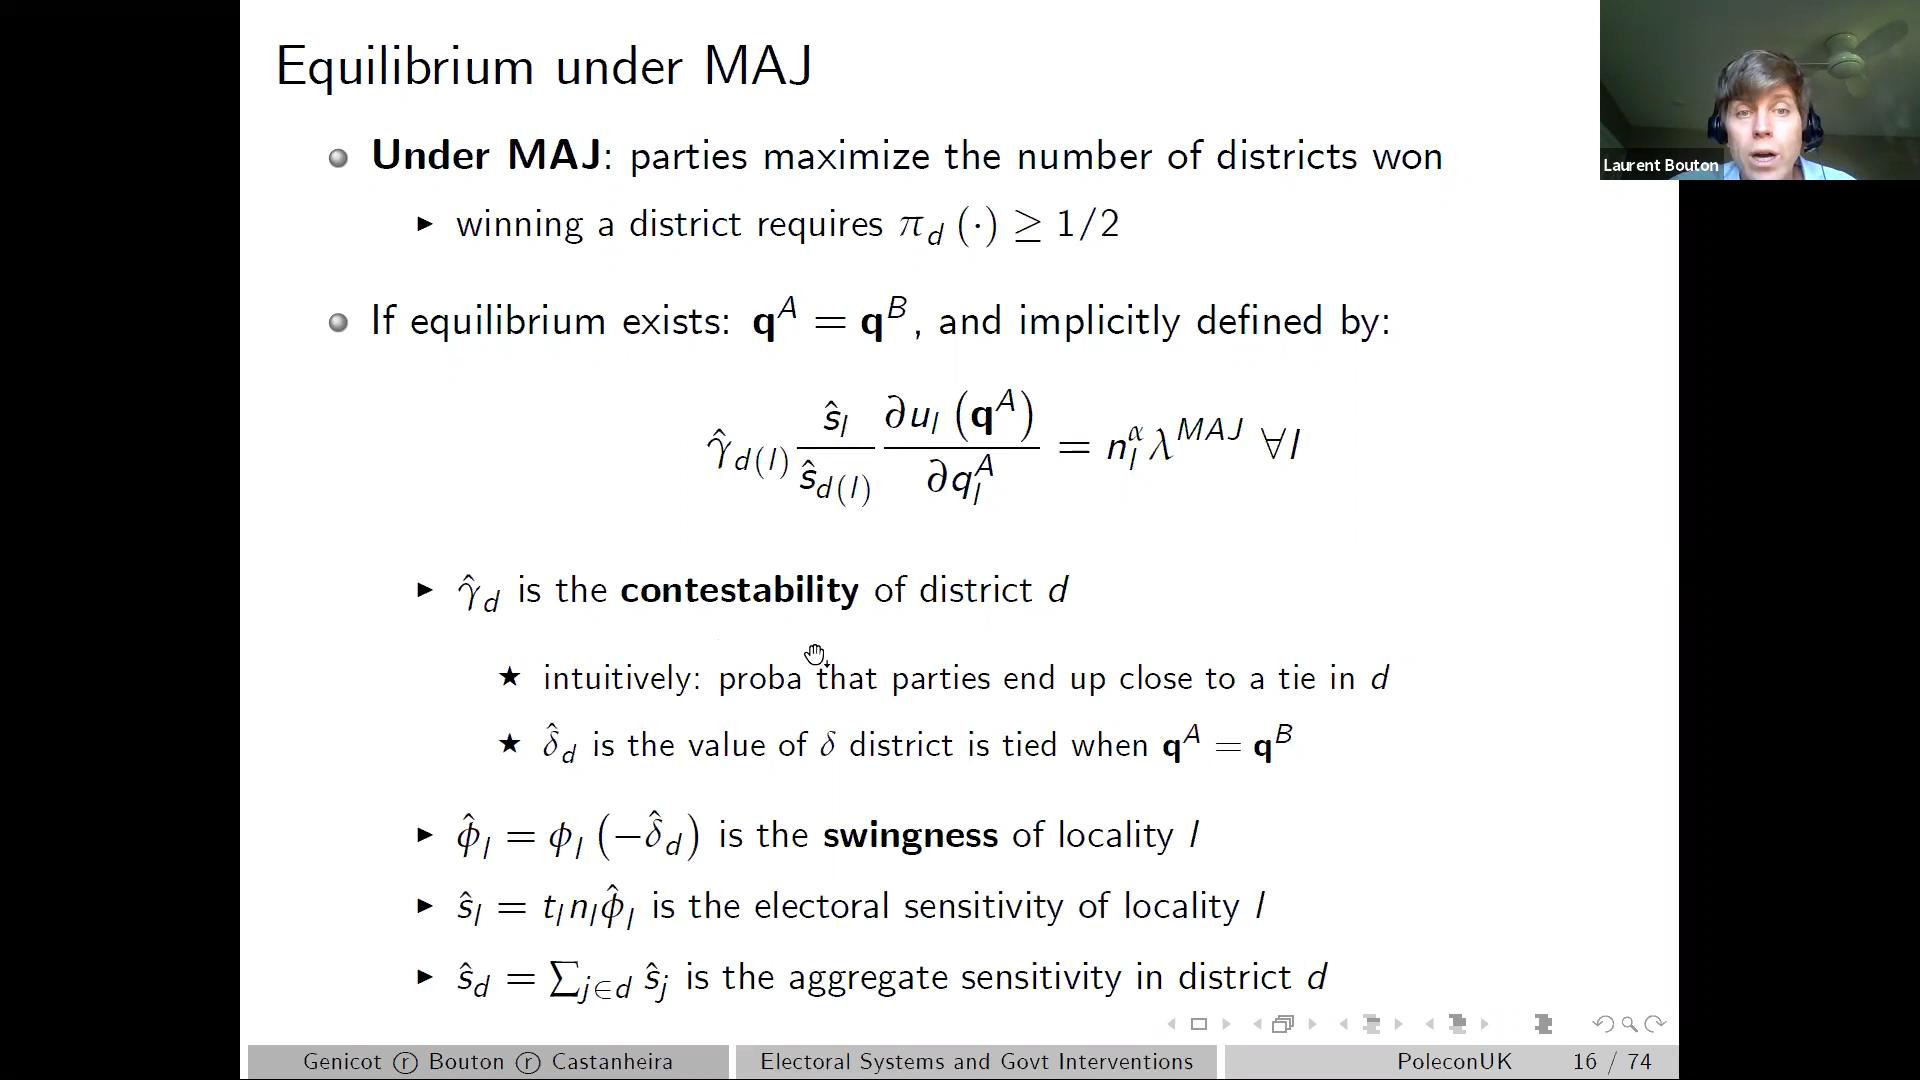 Equilibrium under MAJ
Laurent Bouton
Under MAJ: parties maximize the number of districts won
winning a district requires π_d (·) ≥ 1/2
If equilibrium exists: q^A = q^B, and implicitly defined by:
γ̂_{d(l)} \frac{ŝ_l}{ŝ_{d(l)}} \frac{∂u_l (q^A)}{∂q_l^A} = n_l^α λ^{MAJ} ∀l
γ̂_d is the contestability of district d
intuitively: proba that parties end up close to a tie in d
δ̂_d is the value of δ district is tied when q^A = q^B
φ̂_l = φ_l (−δ̂_d) is the swingness of locality l
ŝ_l = t_l n_l φ̂_l is the electoral sensitivity of locality l
ŝ_d = ∑_{j∈d} ŝ_j is the aggregate sensitivity in district d
Genicot ⓡ Bouton ⓡ Castanheira
Electoral Systems and Govt Interventions
PoleconUK
16 / 74